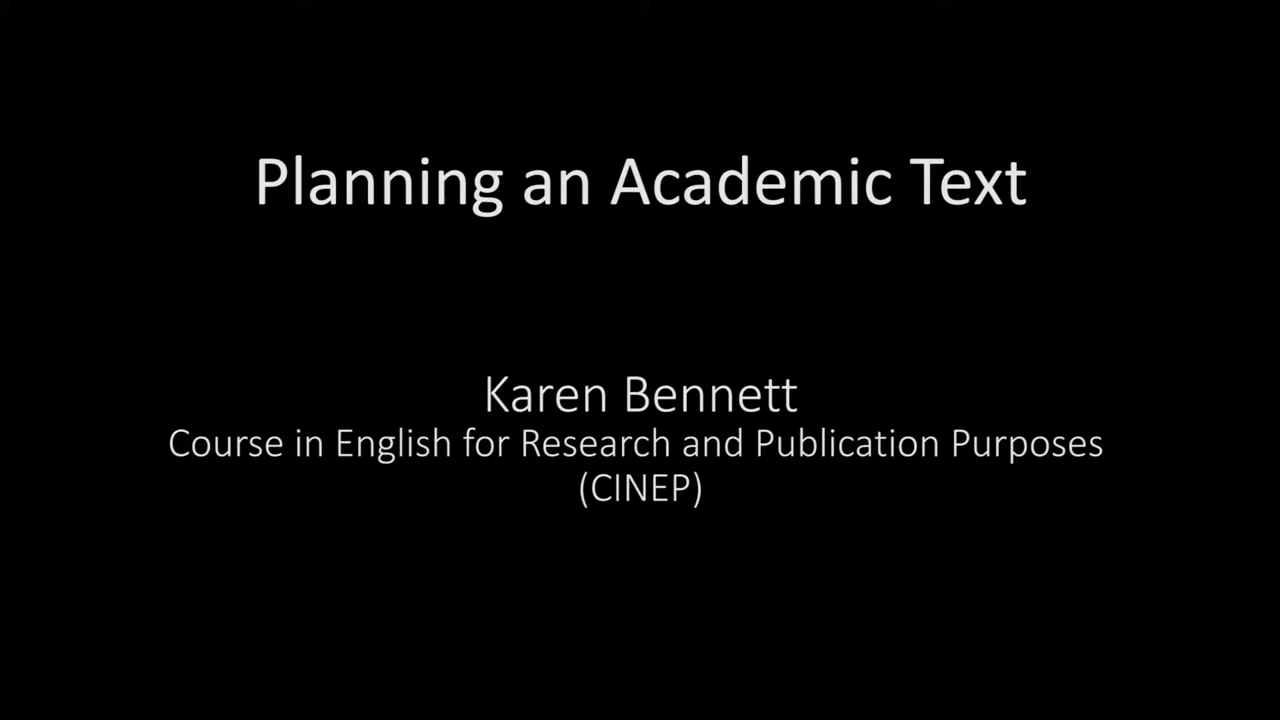 Planning an Academic Text
Karen Bennett
Course in English for Research and Publication Purposes
(CINEP)